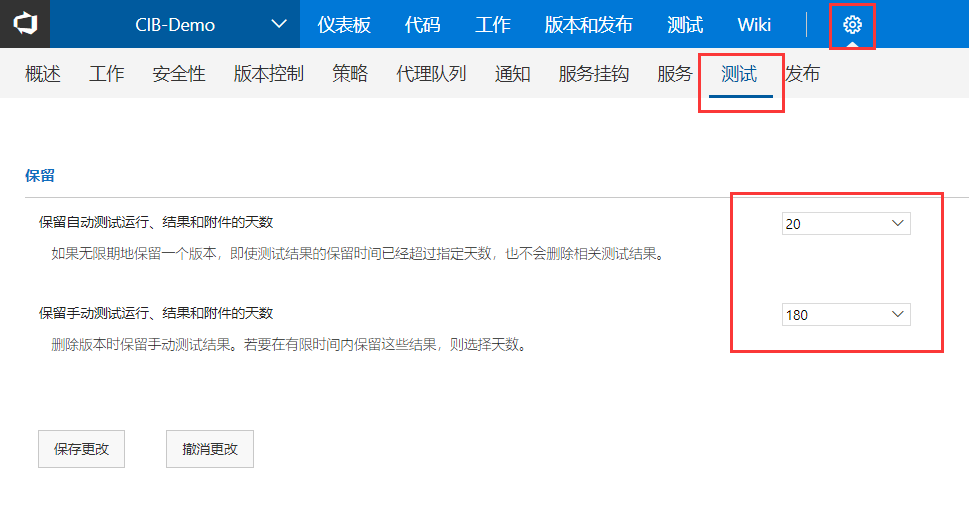 CIB-Demo 仪表板 代码 工作 版本和发布 测试 Wiki
概述 工作 安全性 版本控制 策略 代理队列 通知 服务挂钩 服务 测试 发布
保留
保留自动测试运行、结果和附件的天数 20
如果无限期地保留一个版本，即使测试结果的保留时间已经超过指定天数，也不会删除相关测试结果。
保留手动测试运行、结果和附件的天数 180
删除版本时保留手动测试结果。若要在有限时间内保留这些结果，则选择天数。
保存更改 撤消更改